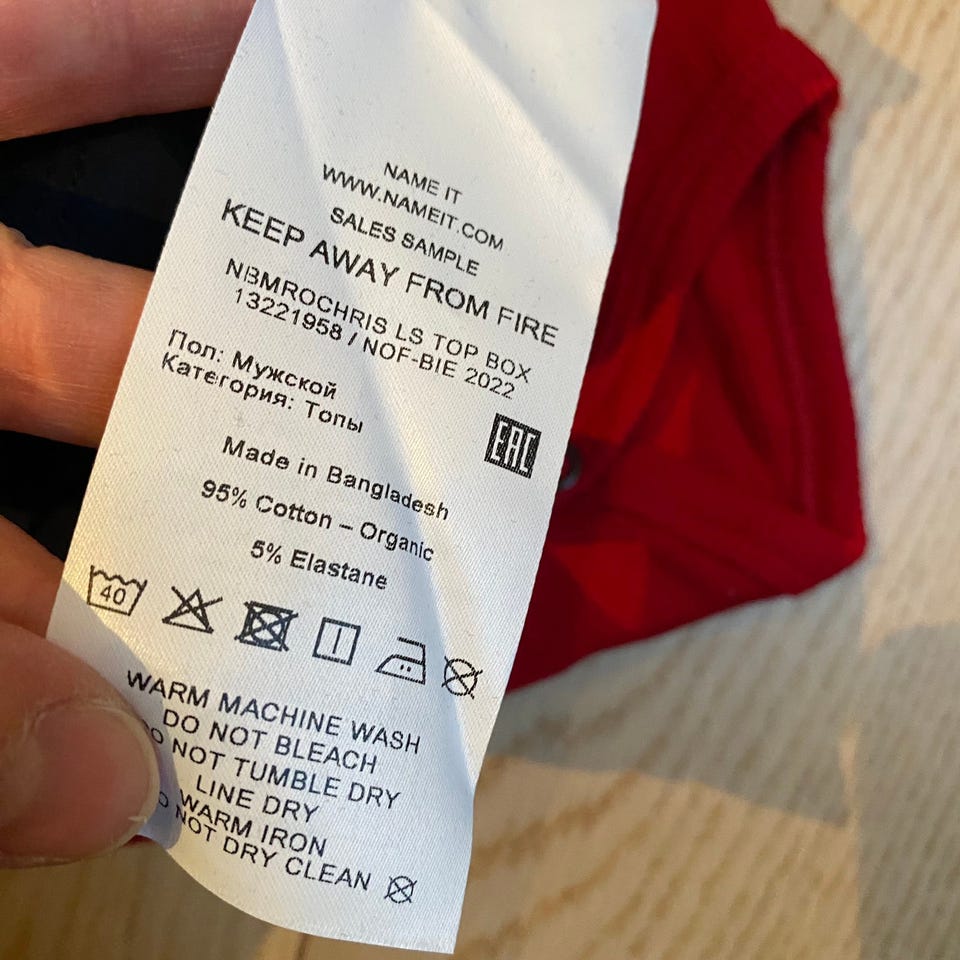 NAME IT
WWW.NAMEIT.COM
SALES SAMPLE
KEEP AWAY FROM FIRE
NBMROCHRIS LS TOP BOX
13221958 / NOF-BIE 2022
Пол: Мужской
Категория: Топы
EAC
Made in Bangladesh
95% Cotton – Organic
5% Elastane
40
WARM MACHINE WASH
DO NOT BLEACH
NOT TUMBLE DRY
LINE DRY
WARM IRON
NOT DRY CLEAN